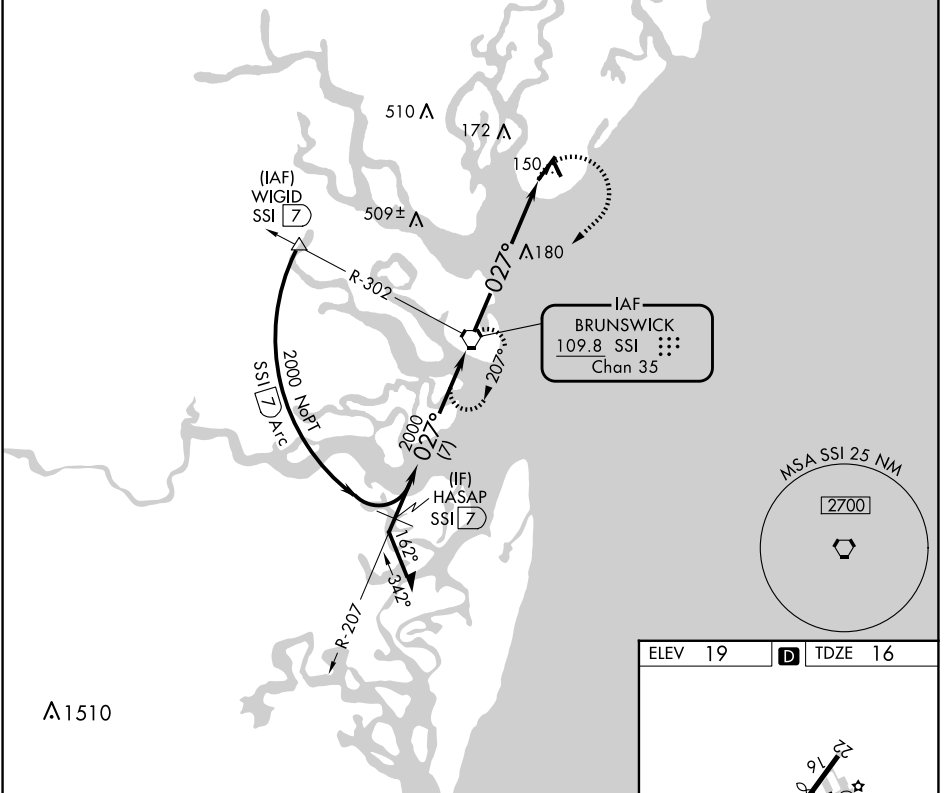 510
172
150
(IAF)
WIGID
SSI 7
509±
180
R-302
027°
IAF
BRUNSWICK
109.8 SSI
Chan 35
207°
2000 NoPT
SSI 7 Arc
2000
027°
(7)
(IF)
HASAP
SSI 7
162°
342°
R-207
MSA SSI 25 NM
2700
1510
ELEV 19
D
TDZE 16
22
16